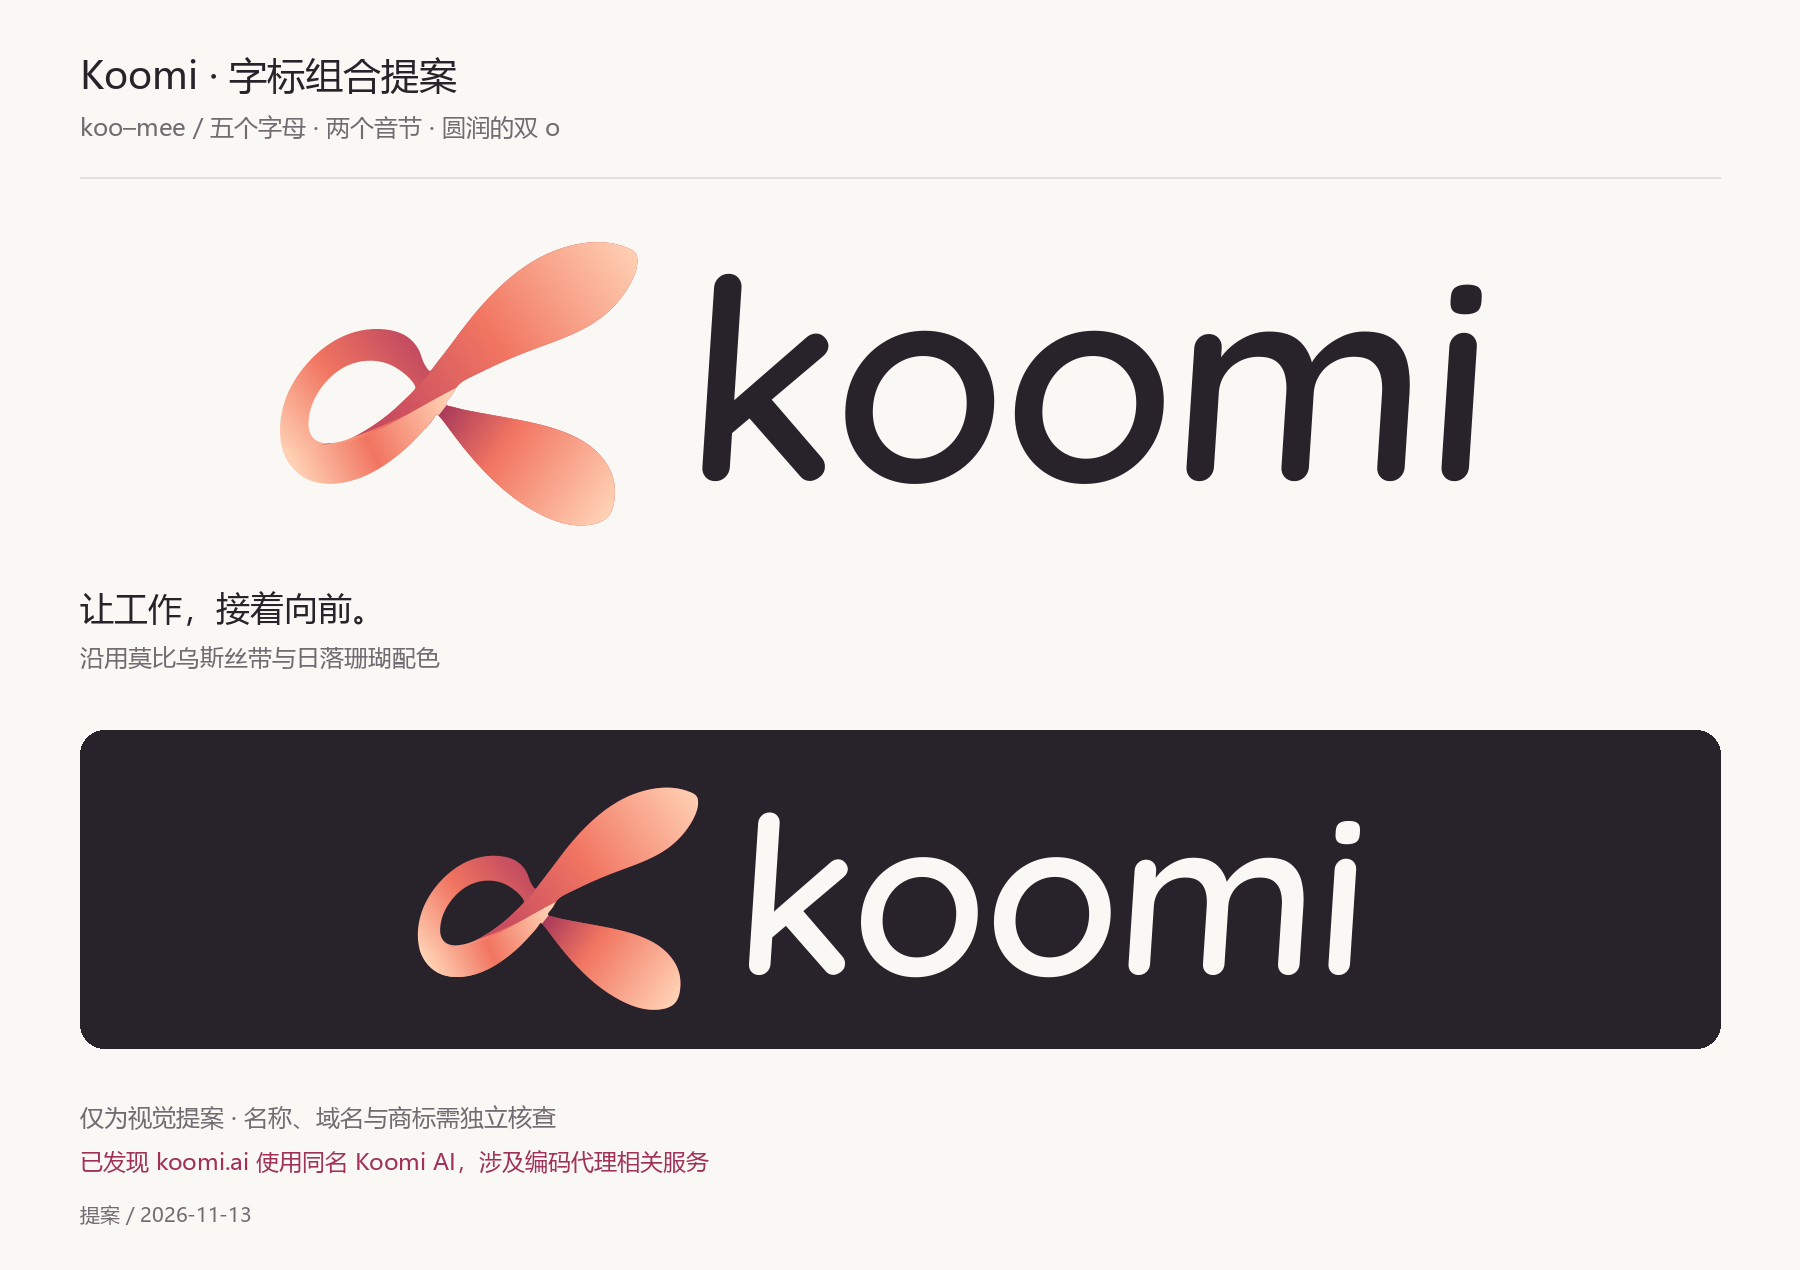 Koomi · 字标组合提案
koo–mee / 五个字母 · 两个音节 · 圆润的双 o
koomi
让工作，接着向前。
沿用莫比乌斯丝带与日落珊瑚配色
koomi
仅为视觉提案 · 名称、域名与商标需独立核查
已发现 koomi.ai 使用同名 Koomi AI，涉及编码代理相关服务
提案 / 2026-11-13